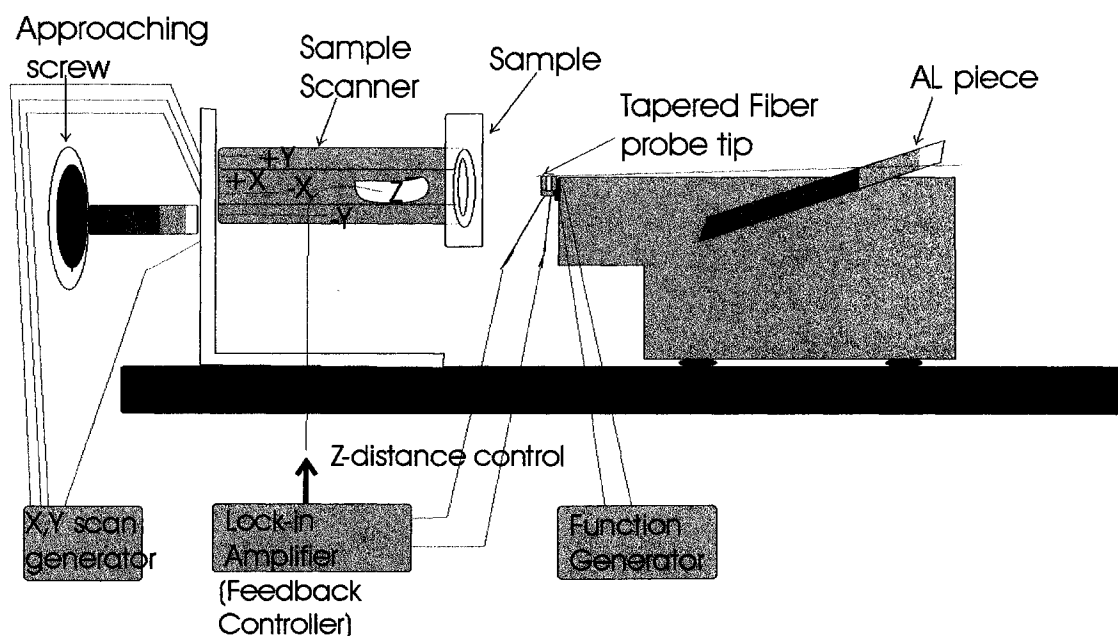 Approaching
screw
Sample
Scanner
Sample
Tapered Fiber
probe tip
AL piece
+Y
+X
-X
Z
-Y
Z-distance control
X,Y scan
generator
Lock-in
Amplifier
(Feedback
Controller)
Function
Generator